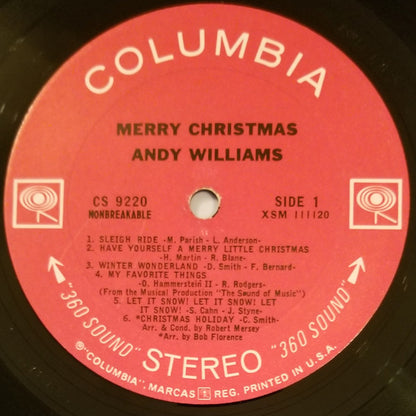 COLUMBIA
MERRY CHRISTMAS
ANDY WILLIAMS
CS 9220
NONBREAKABLE
SIDE 1
XSM 111120
1. SLEIGH RIDE -M. Parish - L. Anderson-
2. HAVE YOURSELF A MERRY LITTLE CHRISTMAS
-H. Martin - R. Blane-
3. WINTER WONDERLAND -D. Smith - F. Bernard-
4. MY FAVORITE THINGS
-O. Hammerstein II - R. Rodgers-
(From the Musical Production "The Sound of Music")
5. LET IT SNOW! LET IT SNOW! LET
IT SNOW! -S. Cahn - J. Styne-
6. *CHRISTMAS HOLIDAY -C. Smith-
Arr. & Cond. by Robert Mersey
*Arr. by Bob Florence
"360 SOUND" STEREO "360 SOUND"
℗"COLUMBIA", MARCAS REG. PRINTED IN U.S.A.